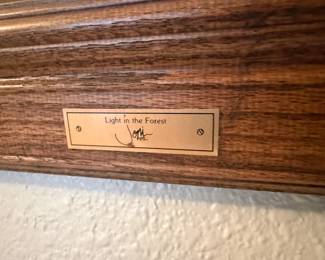 Light in the Forest